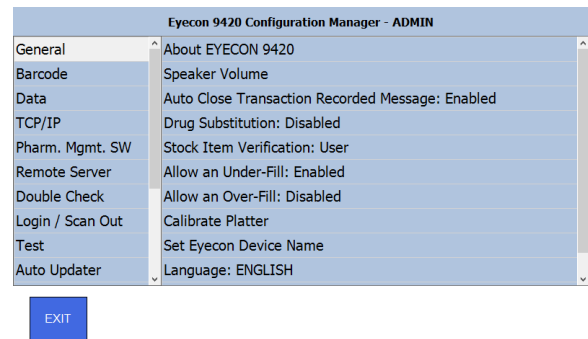 Eyecon 9420 Configuration Manager - ADMIN
General
Barcode
Data
TCP/IP
Pharm. Mgmt. SW
Remote Server
Double Check
Login / Scan Out
Test
Auto Updater
About EYECON 9420
Speaker Volume
Auto Close Transaction Recorded Message: Enabled
Drug Substitution: Disabled
Stock Item Verification: User
Allow an Under-Fill: Enabled
Allow an Over-Fill: Disabled
Calibrate Platter
Set Eyecon Device Name
Language: ENGLISH
EXIT